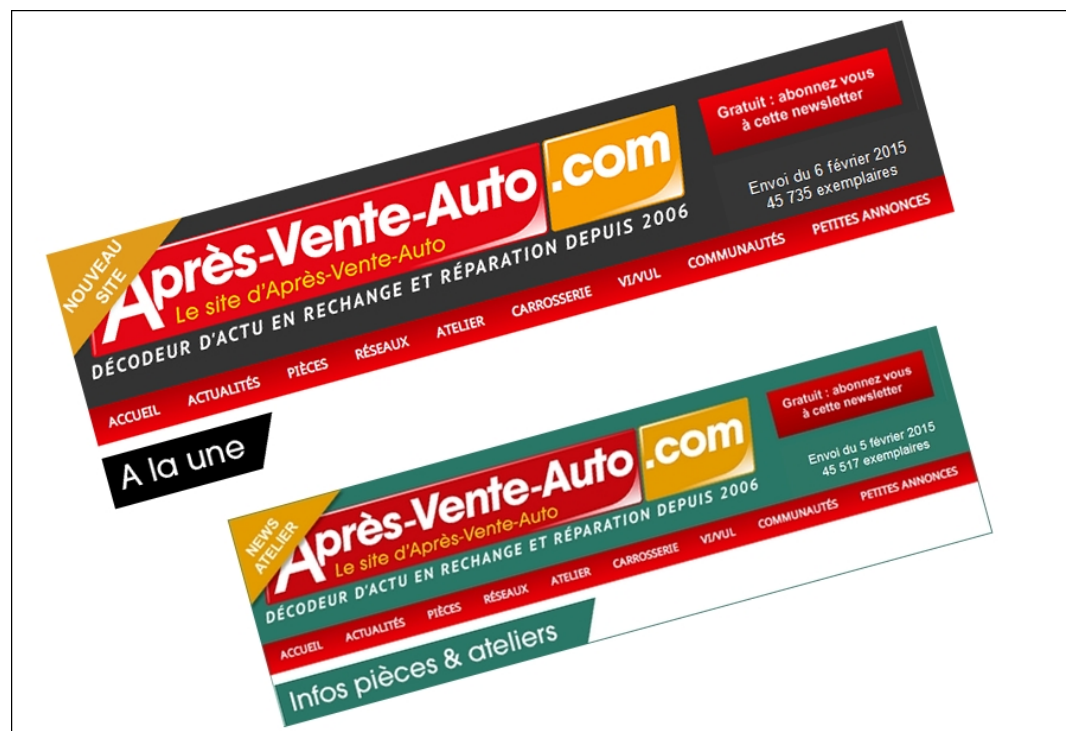 NOUVEAU
SITE
Après-Vente-Auto.com
Le site d'Après-Vente-Auto
DÉCODEUR D'ACTU EN RECHANGE ET RÉPARATION DEPUIS 2006
Gratuit : abonnez vous
à cette newsletter
Envoi du 6 février 2015
45 735 exemplaires
ACCUEIL ACTUALITÉS PIÈCES RÉSEAUX ATELIER CARROSSERIE VI/VUL COMMUNAUTÉS PETITES ANNONCES
A la une
NEWS
ATELIER
Après-Vente-Auto.com
Le site d'Après-Vente-Auto
DÉCODEUR D'ACTU EN RECHANGE ET RÉPARATION DEPUIS 2006
Gratuit : abonnez vous
à cette newsletter
Envoi du 5 février 2015
45 517 exemplaires
ACCUEIL ACTUALITÉS PIÈCES RÉSEAUX ATELIER CARROSSERIE VI/VUL COMMUNAUTÉS PETITES ANNONCES
Infos pièces & ateliers